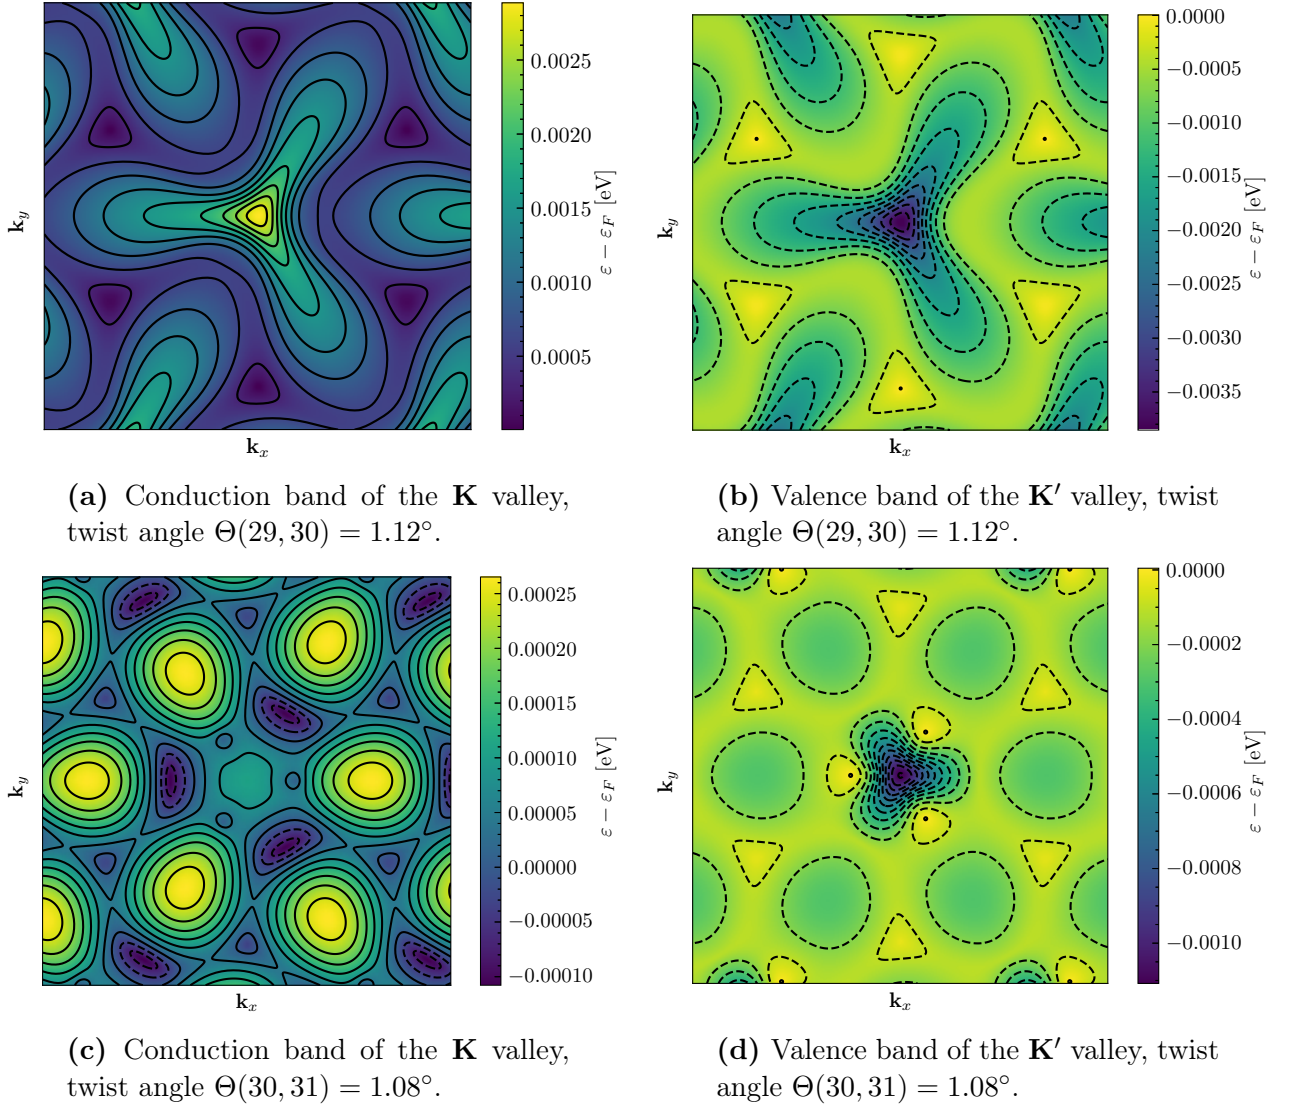 0.0025
0.0020
0.0015
0.0010
0.0005
ε − ε_F [eV]
k_y
k_x
0.0000
−0.0005
−0.0010
−0.0015
−0.0020
−0.0025
−0.0030
−0.0035
ε − ε_F [eV]
k_y
k_x
(a) Conduction band of the K valley,
twist angle Θ(29, 30) = 1.12°.
(b) Valence band of the K′ valley, twist
angle Θ(29, 30) = 1.12°.
0.00025
0.00020
0.00015
0.00010
0.00005
0.00000
−0.00005
−0.00010
ε − ε_F [eV]
k_y
k_x
0.0000
−0.0002
−0.0004
−0.0006
−0.0008
−0.0010
ε − ε_F [eV]
k_y
k_x
(c) Conduction band of the K valley,
twist angle Θ(30, 31) = 1.08°.
(d) Valence band of the K′ valley, twist
angle Θ(30, 31) = 1.08°.